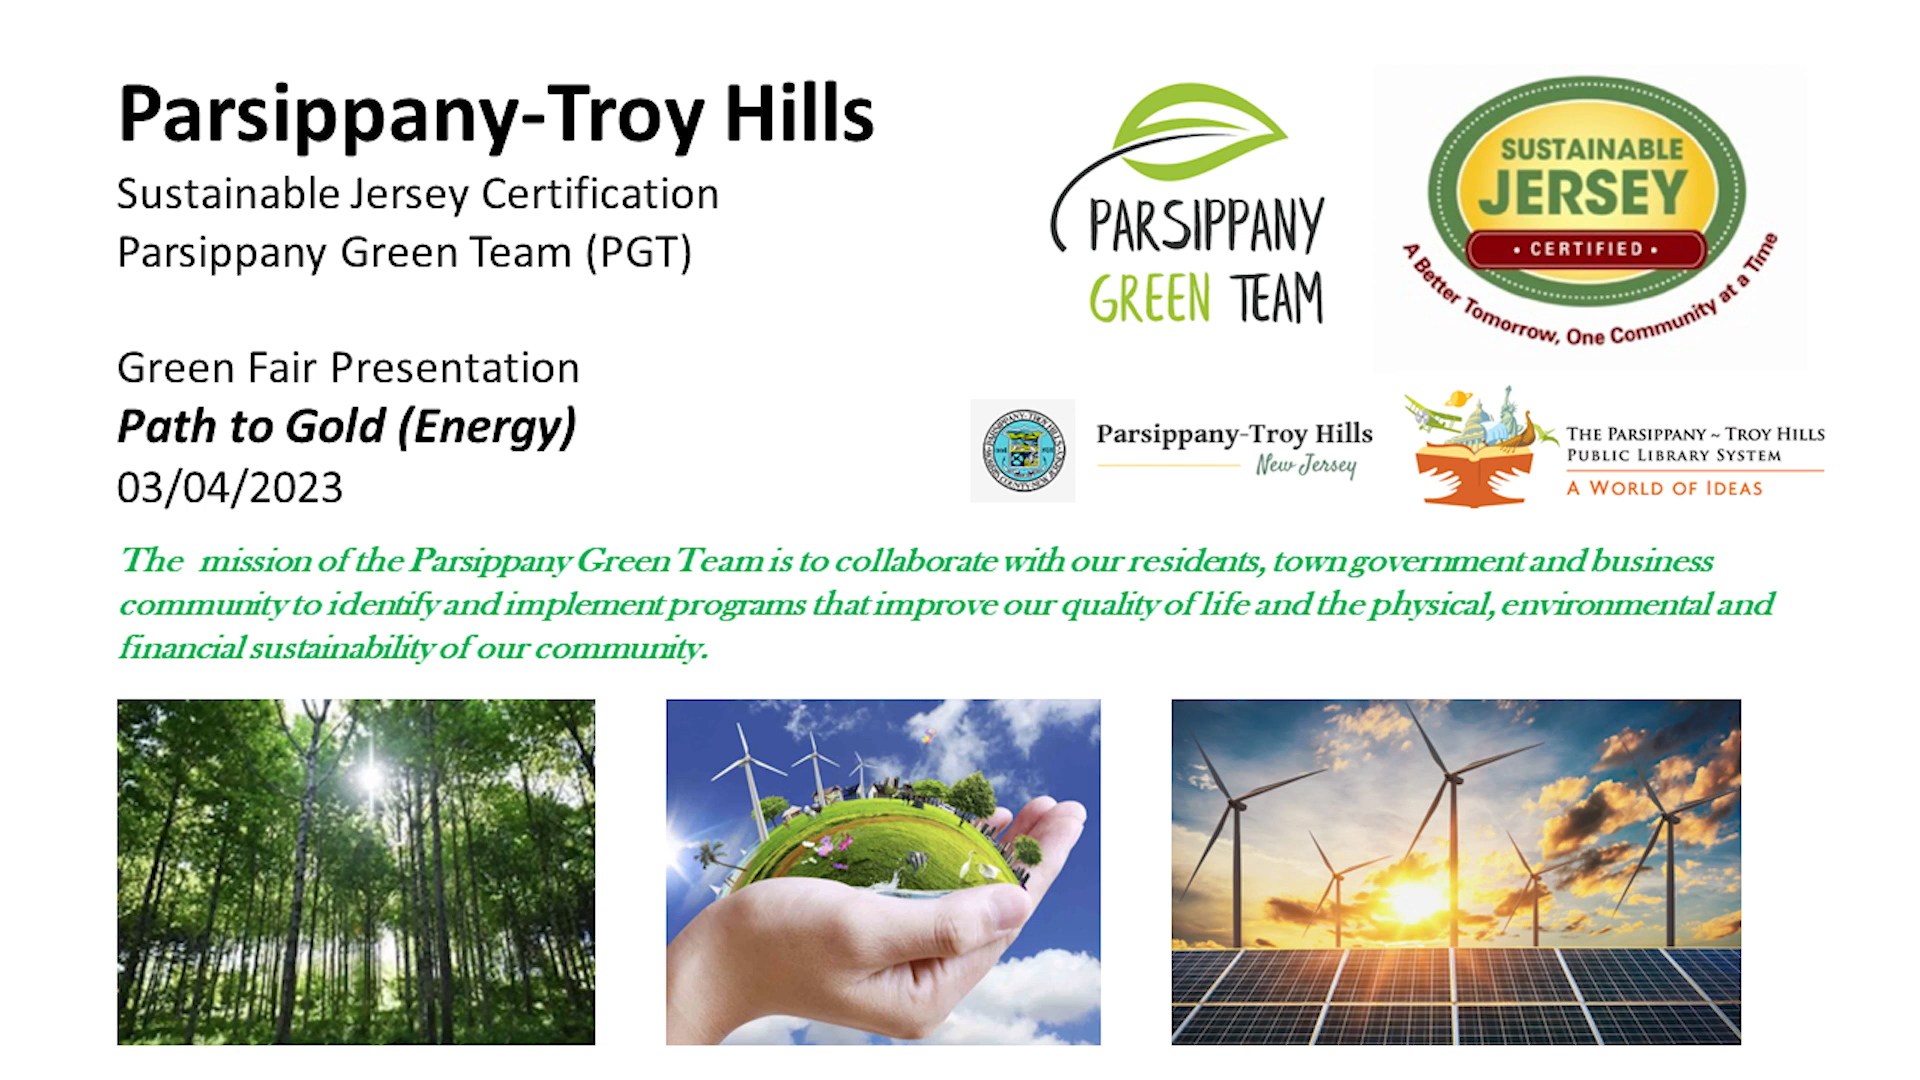 Parsippany-Troy Hills
Sustainable Jersey Certification
Parsippany Green Team (PGT)
Green Fair Presentation
Path to Gold (Energy)
03/04/2023
PARSIPPANY
GREEN TEAM
SUSTAINABLE
JERSEY
• CERTIFIED •
A Better Tomorrow, One Community at a Time
Parsippany-Troy Hills
New Jersey
THE PARSIPPANY ~ TROY HILLS
PUBLIC LIBRARY SYSTEM
A WORLD OF IDEAS
The mission of the Parsippany Green Team is to collaborate with our residents, town government and business
community to identify and implement programs that improve our quality of life and the physical, environmental and
financial sustainability of our community.